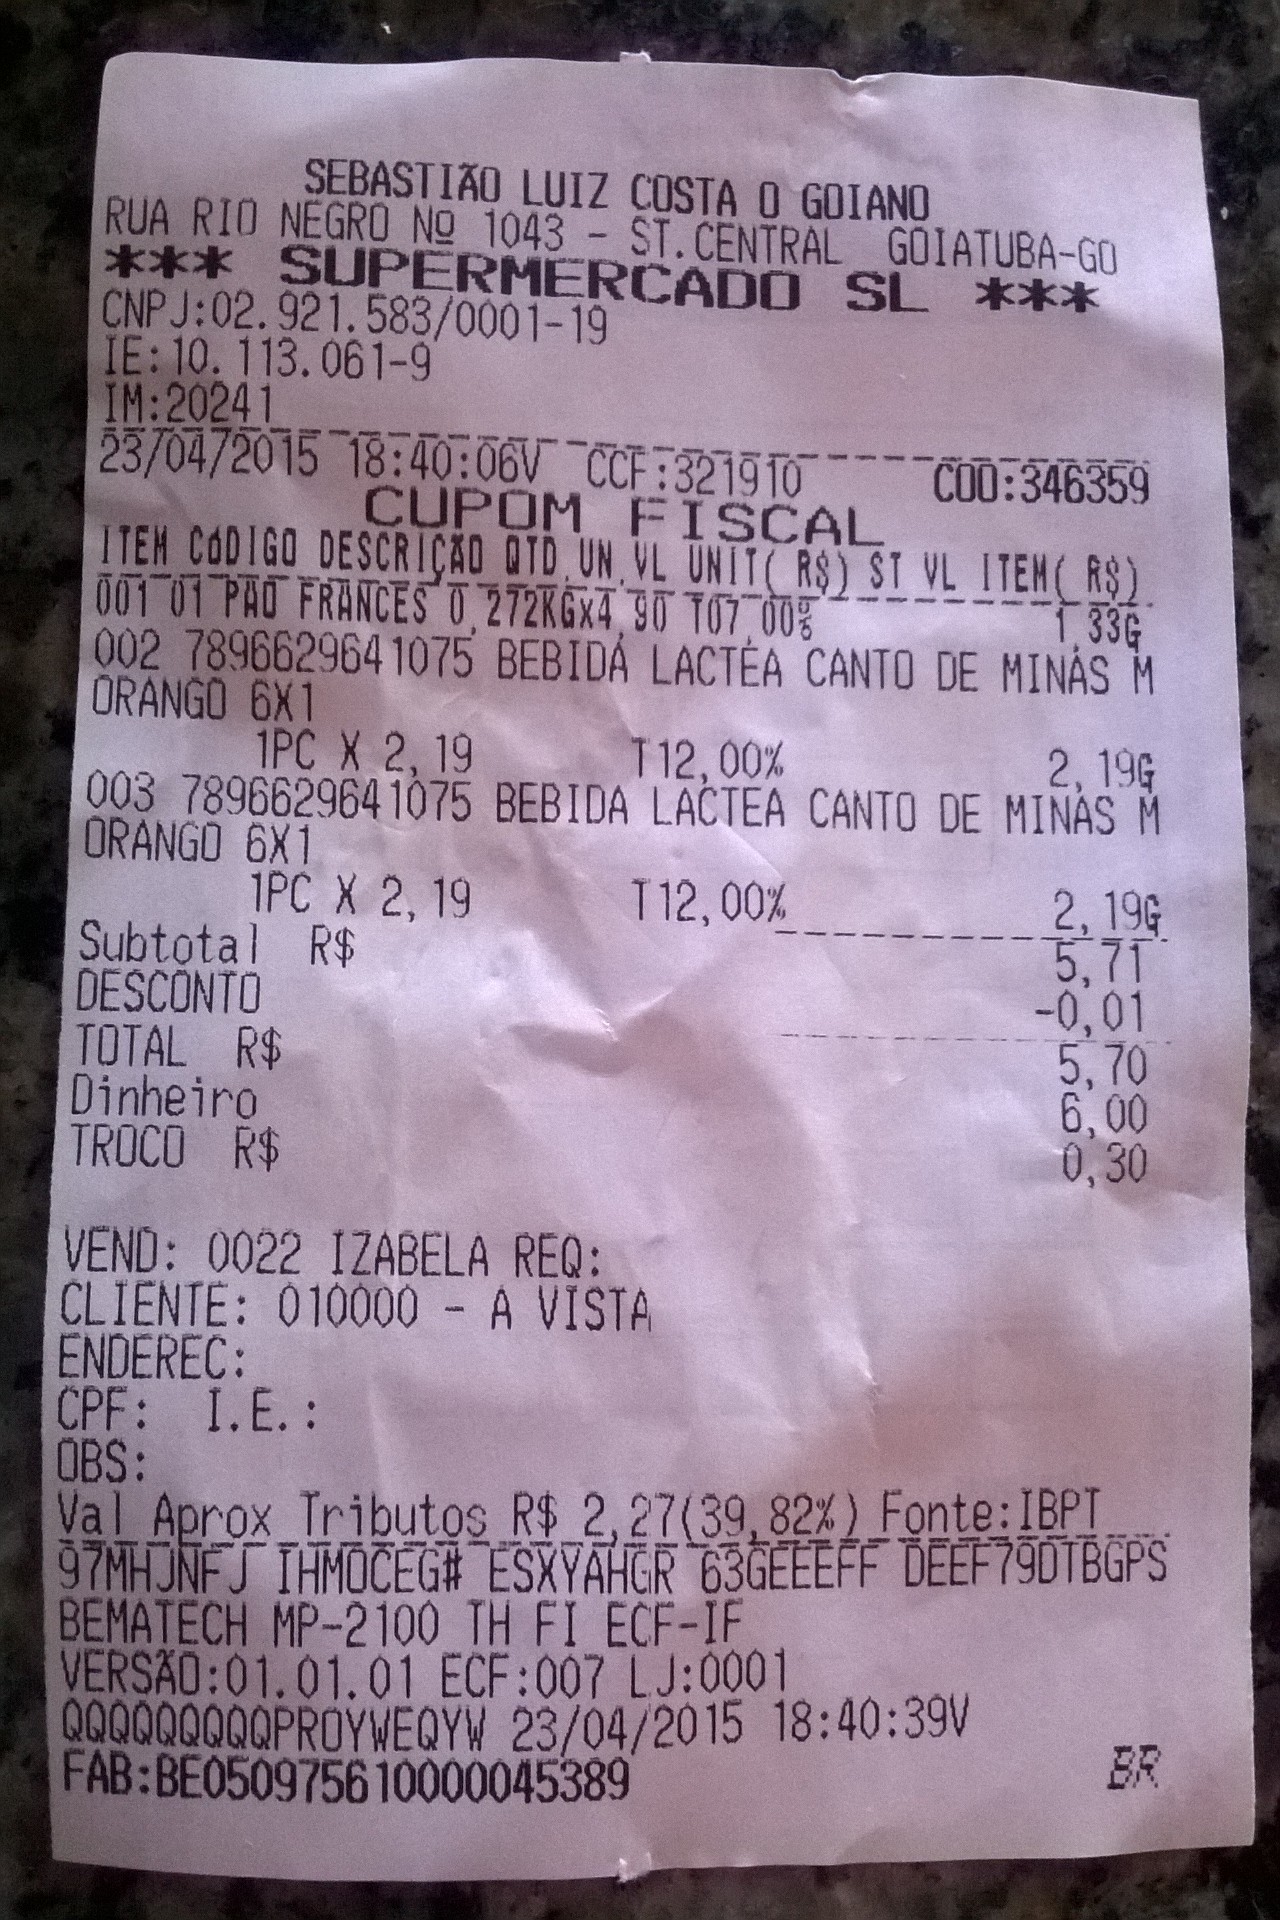 SEBASTIÃO LUIZ COSTA O GOIANO
RUA RIO NEGRO Nº 1043 - ST.CENTRAL GOIATUBA-GO
*** SUPERMERCADO SL ***
CNPJ:02.921.583/0001-19
IE:10.113.061-9
IM:20241
23/04/2015 18:40:06V CCF:321910 COO:346359
CUPOM FISCAL
ITEM CÓDIGO DESCRIÇÃO QTD.UN.VL UNIT( R$) ST VL ITEM( R$)
001 01 PAO FRANCES 0,272KGx4,90 T07,00% 1,33G
002 7896629641075 BEBIDA LACTEA CANTO DE MINAS M
ORANGO 6X1
1PC X 2,19 T12,00% 2,19G
003 7896629641075 BEBIDA LACTEA CANTO DE MINAS M
ORANGO 6X1
1PC X 2,19 T12,00% 2,19G
Subtotal R$ 5,71
DESCONTO -0,01
TOTAL R$ 5,70
Dinheiro 6,00
TROCO R$ 0,30
VEND: 0022 IZABELA REQ:
CLIENTE: 010000 - A VISTA
ENDEREC:
CPF: I.E.:
OBS:
Val Aprox Tributos R$ 2,27(39,82%) Fonte:IBPT
97MHJNFJ IHMOCEG# ESXYAHGR 63GEEEFF DEEF79DTBGPS
BEMATECH MP-2100 TH FI ECF-IF
VERSÃO:01.01.01 ECF:007 LJ:0001
QQQQQQQQQPROYWEQYW 23/04/2015 18:40:39V
FAB:BE050975610000045389 BR